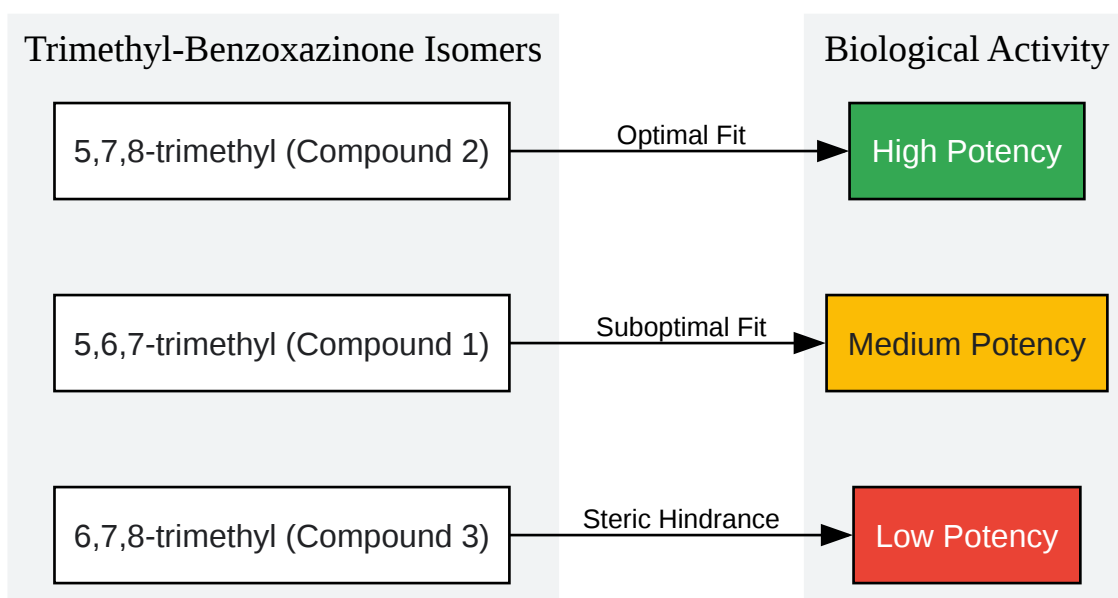 Trimethyl-Benzoxazinone Isomers
Biological Activity
5,7,8-trimethyl (Compound 2)
Optimal Fit
High Potency
5,6,7-trimethyl (Compound 1)
Suboptimal Fit
Medium Potency
6,7,8-trimethyl (Compound 3)
Steric Hindrance
Low Potency